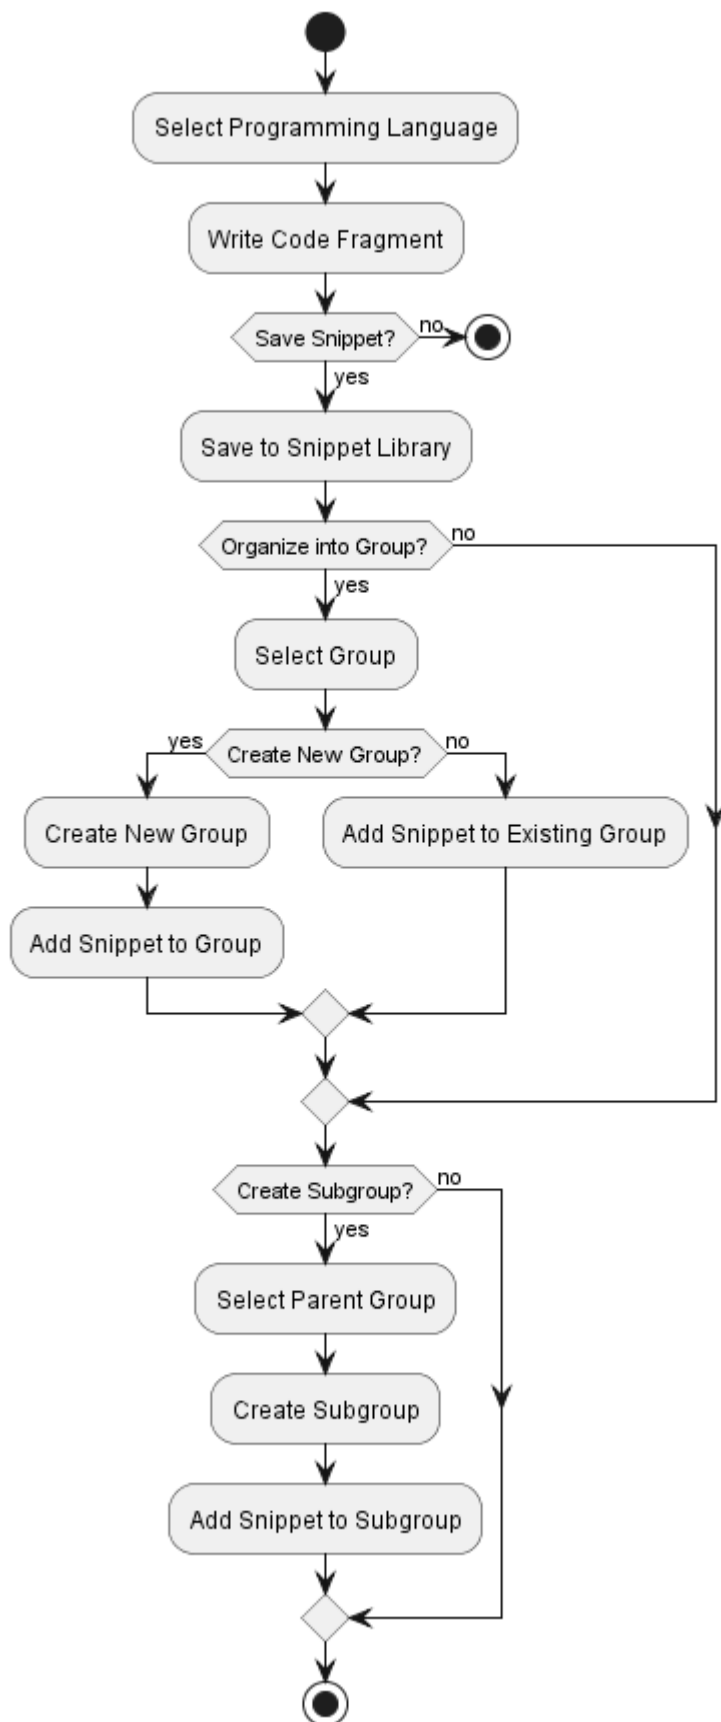 Select Programming Language
Write Code Fragment
Save Snippet?
no
yes
Save to Snippet Library
Organize into Group?
no
yes
Select Group
yes
Create New Group?
no
Create New Group
Add Snippet to Existing Group
Add Snippet to Group
Create Subgroup?
no
yes
Select Parent Group
Create Subgroup
Add Snippet to Subgroup